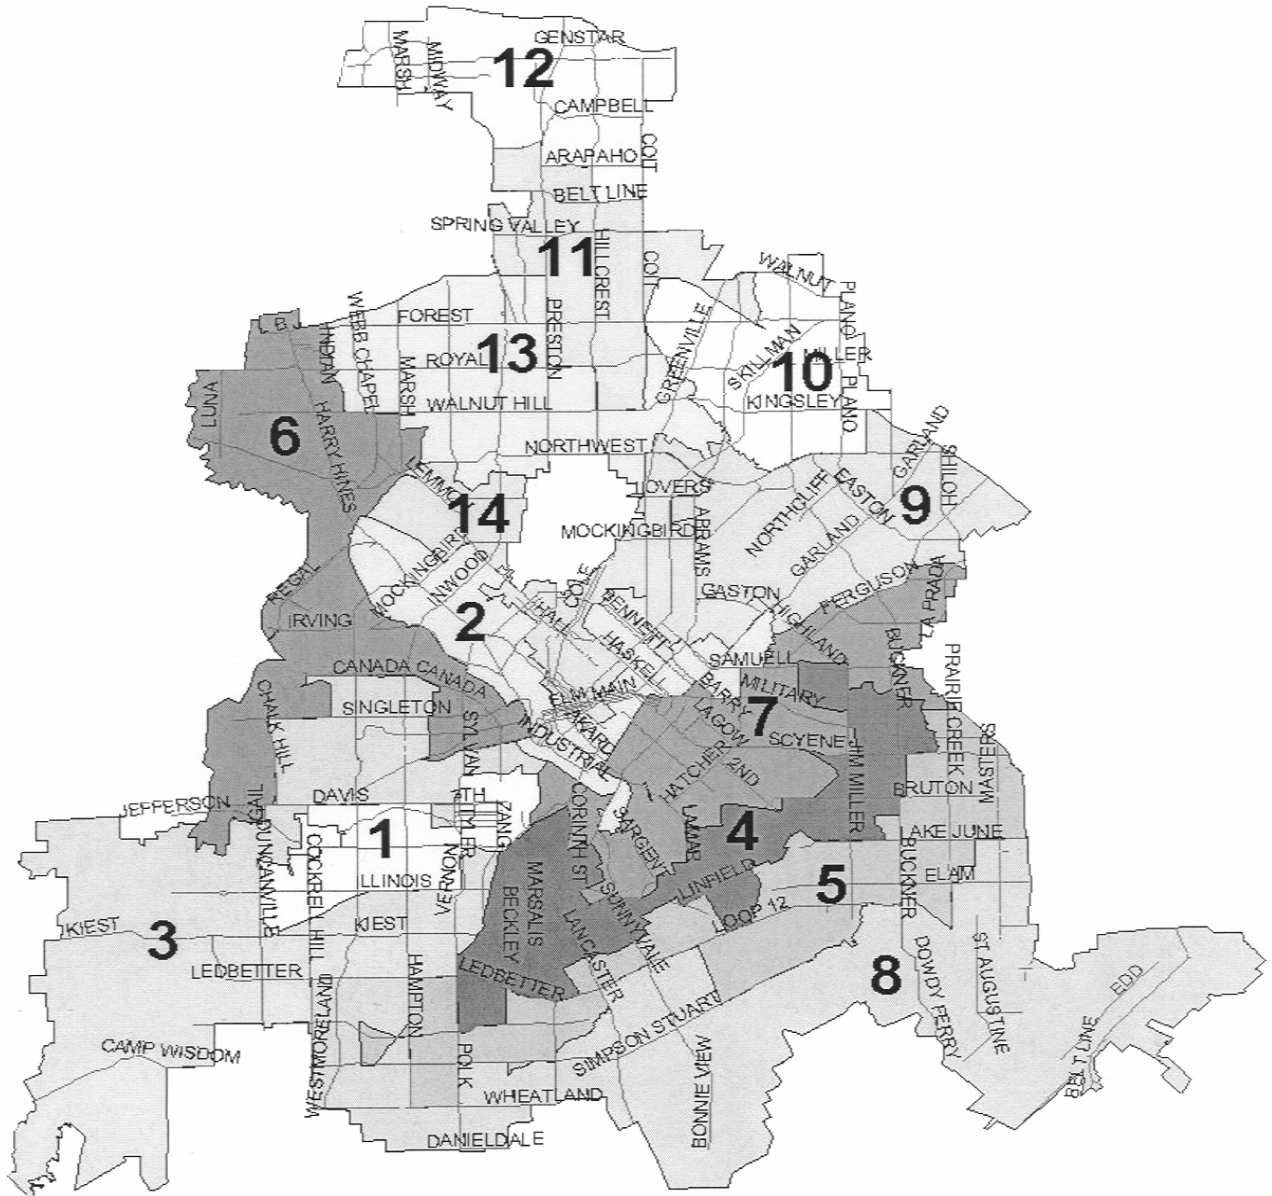 GENSTAR
MARSH
MIDWAY
12
CAMPBELL
COIT
ARAPAHO
BELT LINE
SPRING VALLEY
11
HILLCREST
COIT
WALNUT
PLANO
FOREST
L B
INDIAN
WEBB CHAPEL
PRESTON
GREENVILLE
SKILLMAN
MILLER
13
ROYAL
MARSH
10
LUNA
WALNUT HILL
KINGSLEY
PLANO
6
HARRY HINES
NORTHWEST
GARLAND
SHILOH
LEMMON
LOVERS
NORTHCLIFF
EASTON
9
14
MOCKINGBIRD
ABRAMS
GARLAND
MOCKINGBIRD
INWOOD
REGAL
COLE
GASTON
FERGUSON
LA PRADA
IRVING
2
HALL
BENNETT
HIGHLAND
HASKELL
SAMUELL
BUCKNER
CANADA CANADA
ELM MAIN
BARRY
MILITARY
PRAIRIE CREEK
CHALK HILL
SINGLETON
SYLVAN
INDUSTRIAL
AKARD
LAGOW
7
SCYENE
JIM MILLER
MASTERS
HATCHER
2ND
BRUTON
JEFFERSON
DAVIS
7TH
TYLER
ZANG
CORINTH ST
SARGENT
LAMAR
4
LAKE JUNE
DUNCANVILLE
COCKRELL HILL
1
ILLINOIS
VERNON
MARSALIS
BECKLEY
LINFIELD
5
BUCKNER
ELAM
KIEST
3
KIEST
LANCASTER
SUNNYVALE
LOOP 12
LEDBETTER
HAMPTON
LEDBETTER
8
DOWDY FERRY
ST AUGUSTINE
EDD
WESTMORELAND
SIMPSON STUART
BELT LINE
CAMP WISDOM
POLK
BONNIE VIEW
WHEATLAND
DANIELDALE